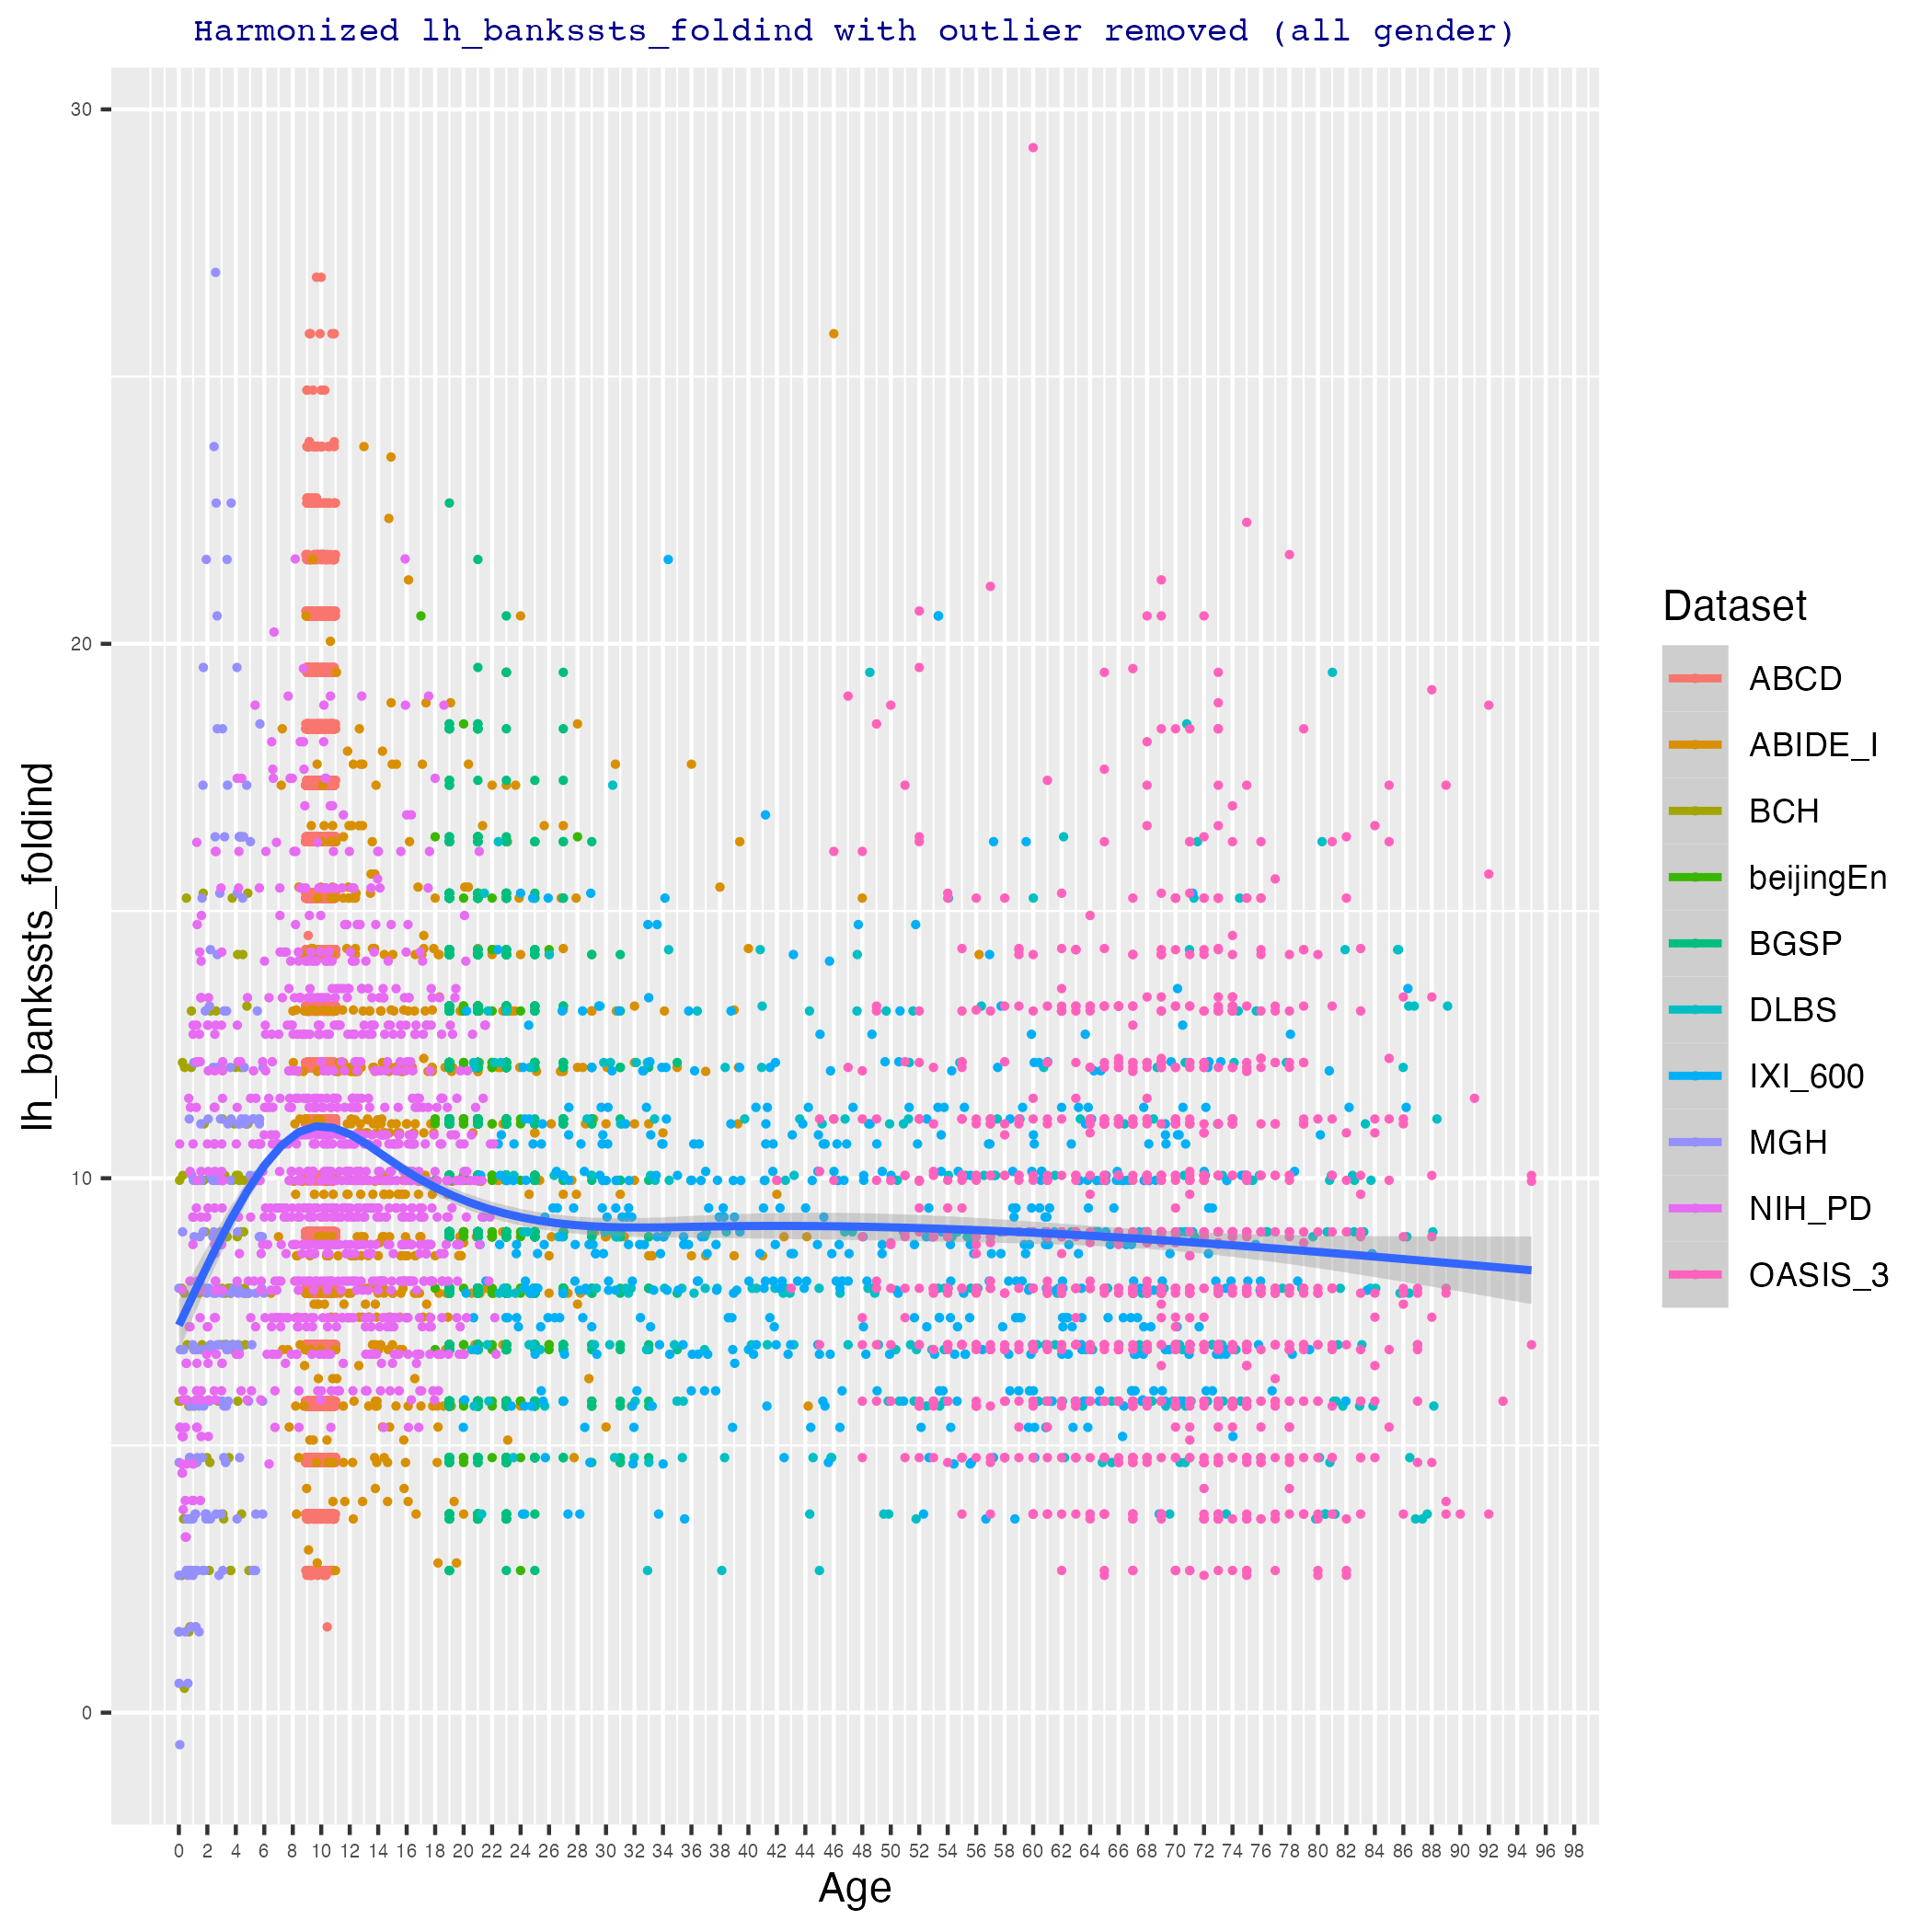 Harmonized lh_bankssts_foldind with outlier removed (all gender)
30
20
10
0
lh_bankssts_foldind
0 2 4 6 8 10 12 14 16 18 20 22 24 26 28 30 32 34 36 38 40 42 44 46 48 50 52 54 56 58 60 62 64 66 68 70 72 74 76 78 80 82 84 86 88 90 92 94 96 98
Age
Dataset
ABCD
ABIDE_I
BCH
beijingEn
BGSP
DLBS
IXI_600
MGH
NIH_PD
OASIS_3